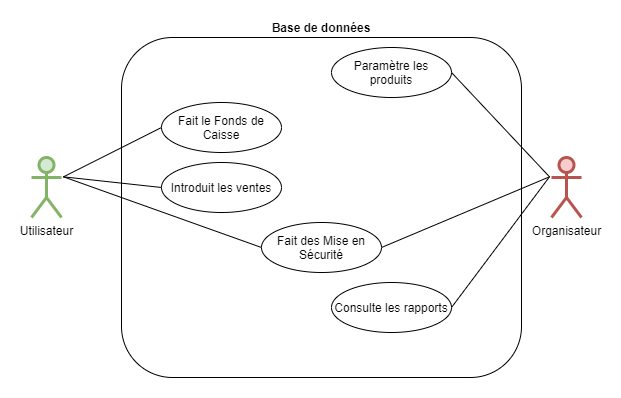 Base de données
Paramètre les
produits
Fait le Fonds de
Caisse
Introduit les ventes
Utilisateur
Organisateur
Fait des Mise en
Sécurité
Consulte les rapports